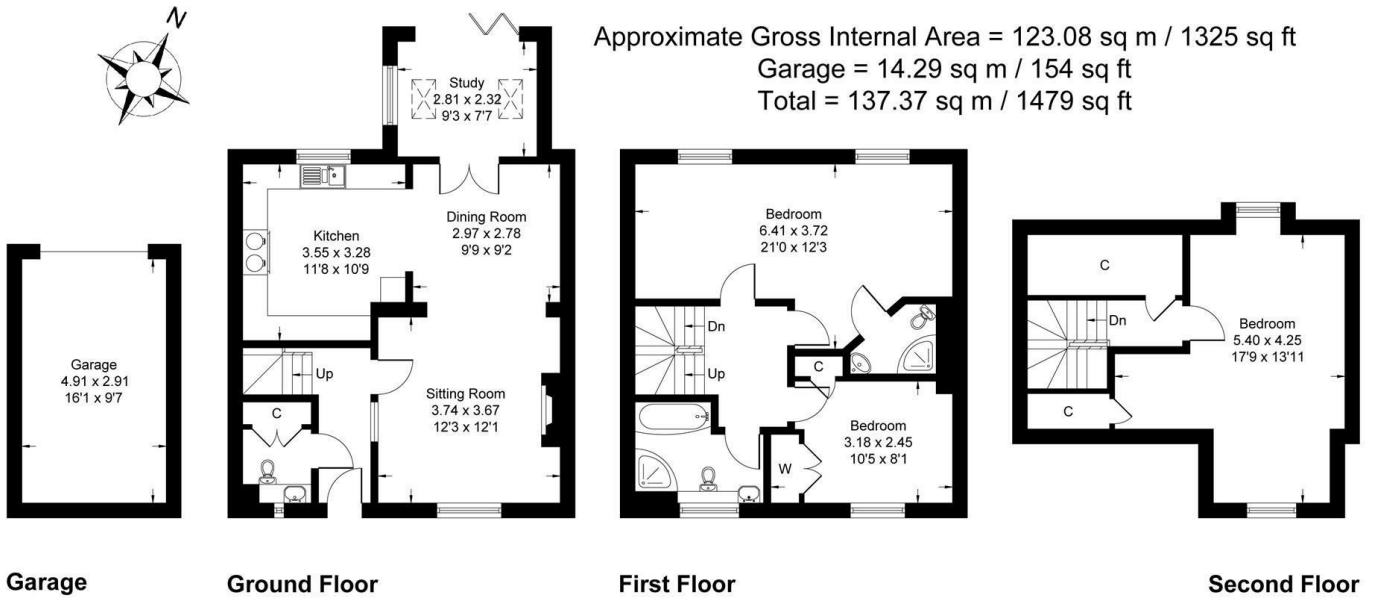 N
Approximate Gross Internal Area = 123.08 sq m / 1325 sq ft
Garage = 14.29 sq m / 154 sq ft
Total = 137.37 sq m / 1479 sq ft
Garage
4.91 x 2.91
16'1 x 9'7
Study
2.81 x 2.32
9'3 x 7'7
Kitchen
3.55 x 3.28
11'8 x 10'9
Dining Room
2.97 x 2.78
9'9 x 9'2
Up
C
Sitting Room
3.74 x 3.67
12'3 x 12'1
Bedroom
6.41 x 3.72
21'0 x 12'3
Dn
Up
C
Bedroom
3.18 x 2.45
10'5 x 8'1
W
C
Dn
C
Bedroom
5.40 x 4.25
17'9 x 13'11
Garage
Ground Floor
First Floor
Second Floor